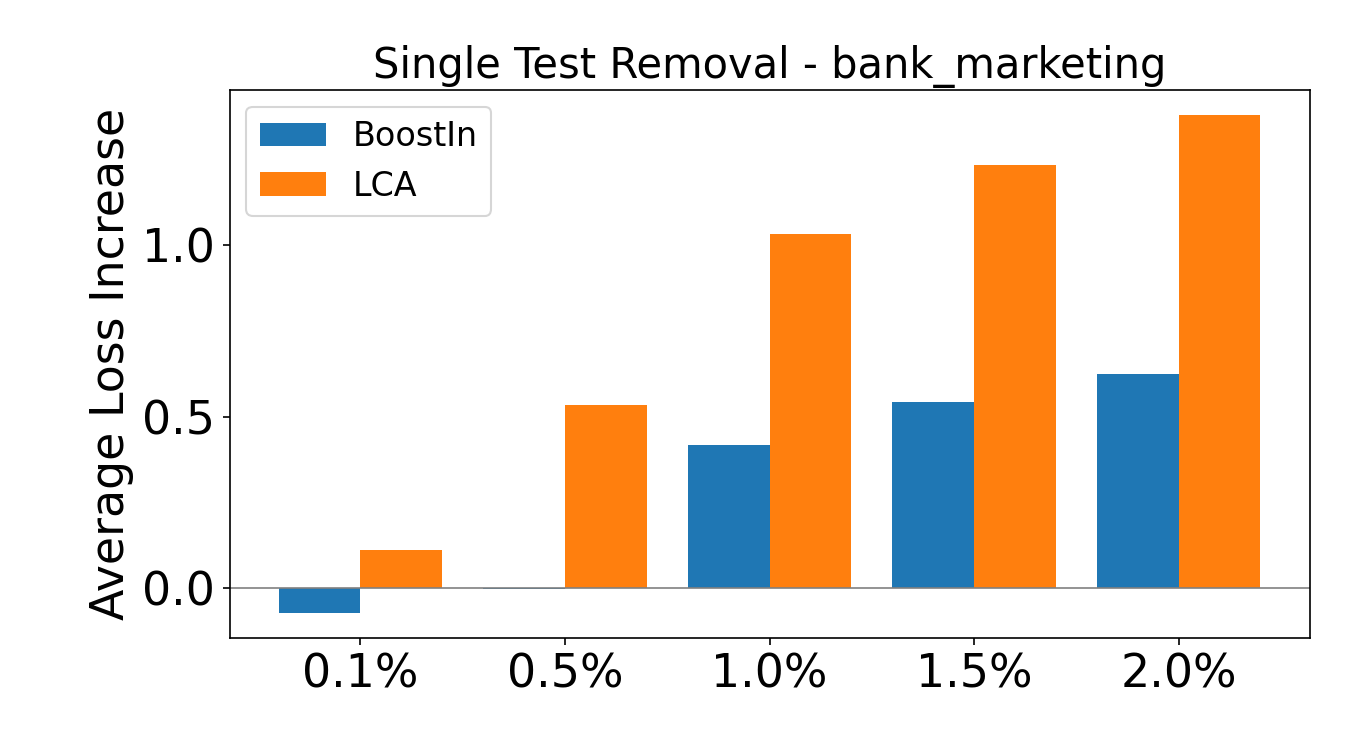 Single Test Removal - bank_marketing
BoostIn
LCA
Average Loss Increase
1.0
0.5
0.0
0.1% 0.5% 1.0% 1.5% 2.0%